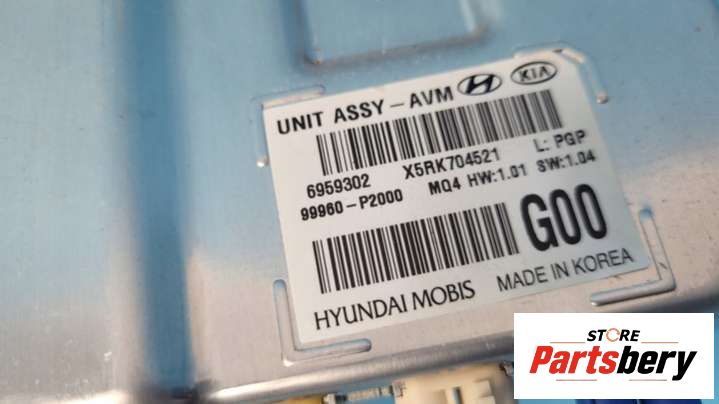 UNIT ASSY-AVM
KIA
6959302 X5RK704521 L: PGP
99960-P2000 MQ4 HW:1.01 SW:1.04
G00
HYUNDAI MOBIS MADE IN KOREA
STORE
Partsbery